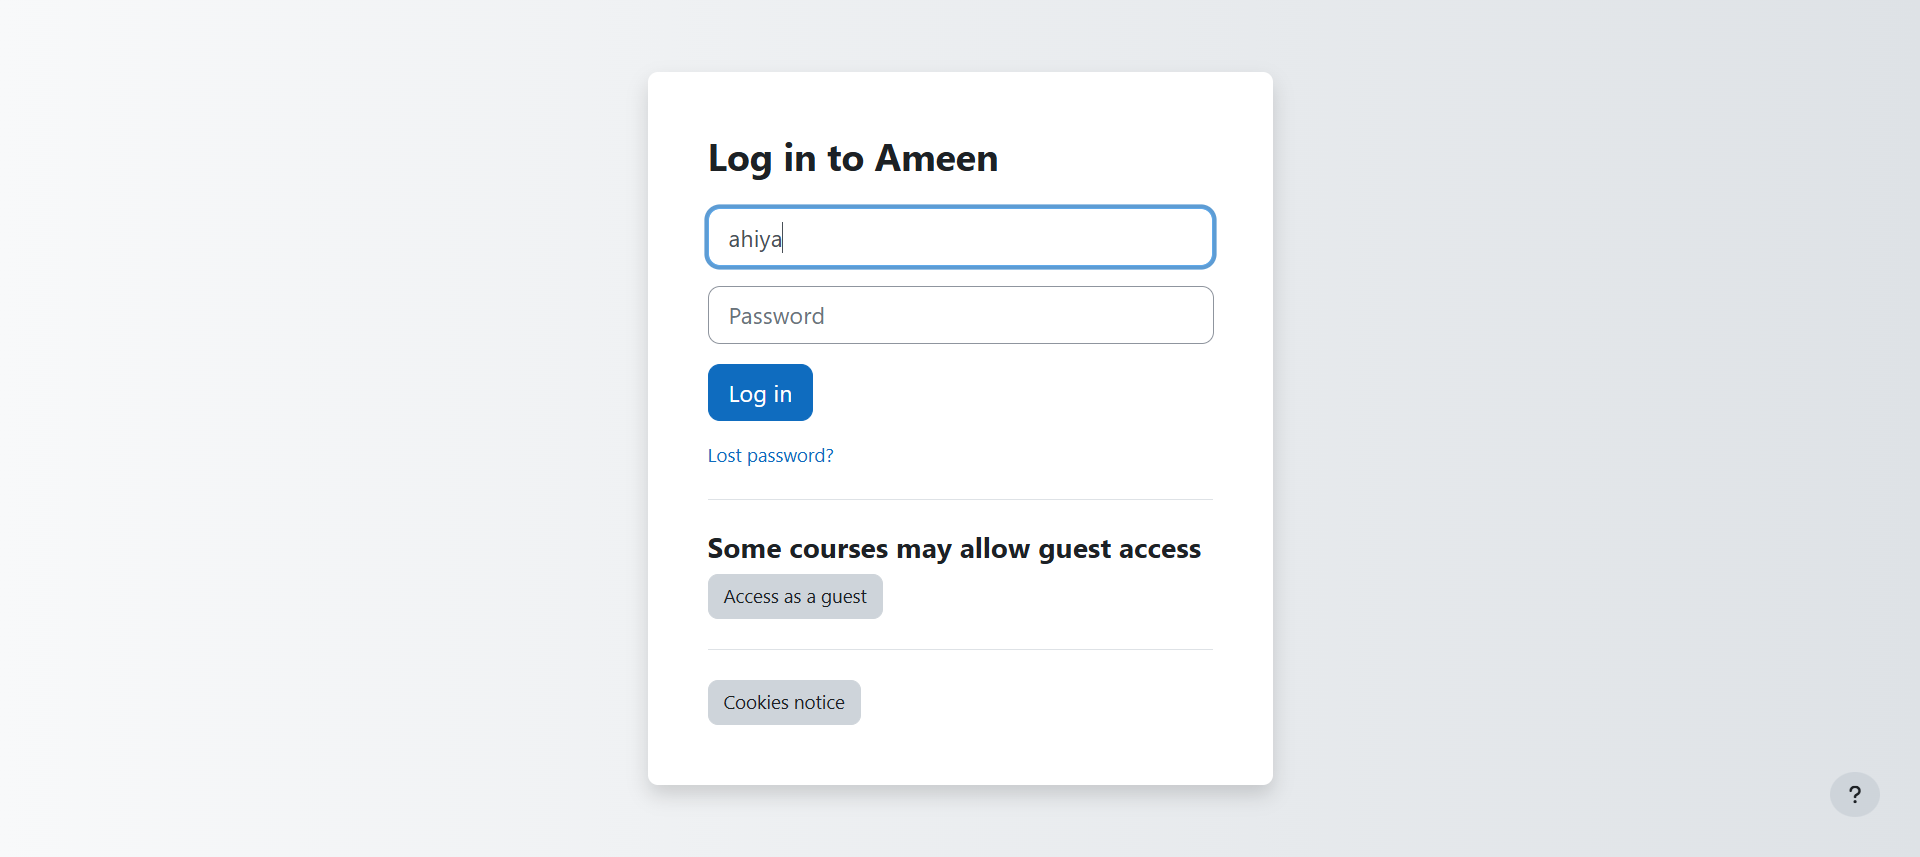 Log in to Ameen
ahiya
Password
Log in
Lost password?
Some courses may allow guest access
Access as a guest
Cookies notice
?